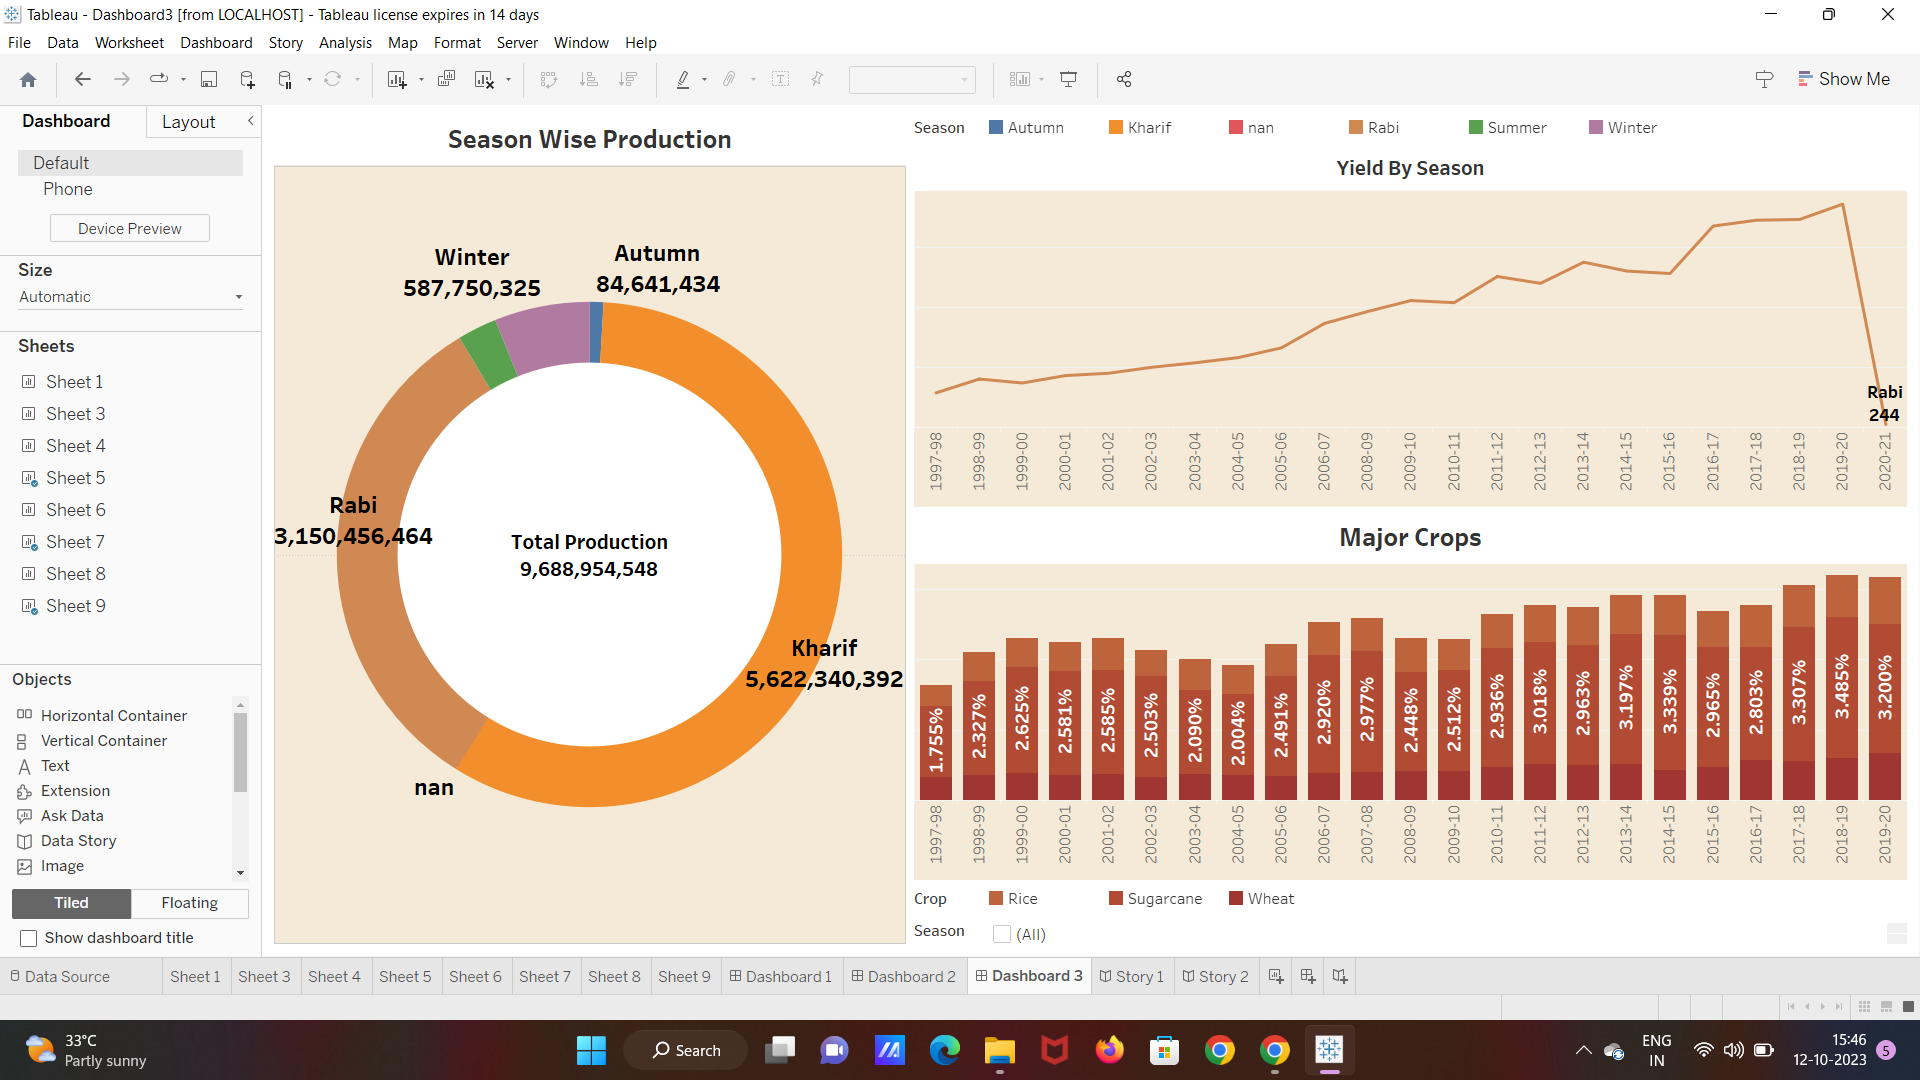 Tableau - Dashboard3 [from LOCALHOST] - Tableau license expires in 14 days
File Data Worksheet Dashboard Story Analysis Map Format Server Window Help
Show Me
Dashboard Layout
Default
Phone
Device Preview
Size
Automatic
Sheets
Sheet 1
Sheet 3
Sheet 4
Sheet 5
Sheet 6
Sheet 7
Sheet 8
Sheet 9
Objects
Horizontal Container
Vertical Container
Text
Extension
Ask Data
Data Story
Image
Tiled Floating
Show dashboard title
Season Wise Production
Winter
587,750,325
Autumn
84,641,434
Rabi
3,150,456,464
Total Production
9,688,954,548
Kharif
5,622,340,392
nan
Season Autumn Kharif nan Rabi Summer Winter
Yield By Season
Rabi
244
1997-98 1998-99 1999-00 2000-01 2001-02 2002-03 2003-04 2004-05 2005-06 2006-07 2007-08 2008-09 2009-10 2010-11 2011-12 2012-13 2013-14 2014-15 2015-16 2016-17 2017-18 2018-19 2019-20 2020-21
Major Crops
1.755% 2.327% 2.625% 2.581% 2.585% 2.503% 2.090% 2.004% 2.491% 2.920% 2.977% 2.448% 2.512% 2.936% 3.018% 2.963% 3.197% 3.339% 2.965% 2.803% 3.307% 3.485% 3.200%
1997-98 1998-99 1999-00 2000-01 2001-02 2002-03 2003-04 2004-05 2005-06 2006-07 2007-08 2008-09 2009-10 2010-11 2011-12 2012-13 2013-14 2014-15 2015-16 2016-17 2017-18 2018-19 2019-20
Crop Rice Sugarcane Wheat
Season (All)
Data Source Sheet 1 Sheet 3 Sheet 4 Sheet 5 Sheet 6 Sheet 7 Sheet 8 Sheet 9 Dashboard 1 Dashboard 2 Dashboard 3 Story 1 Story 2
33°C
Partly sunny
Search
ENG
IN
15:46
12-10-2023
5